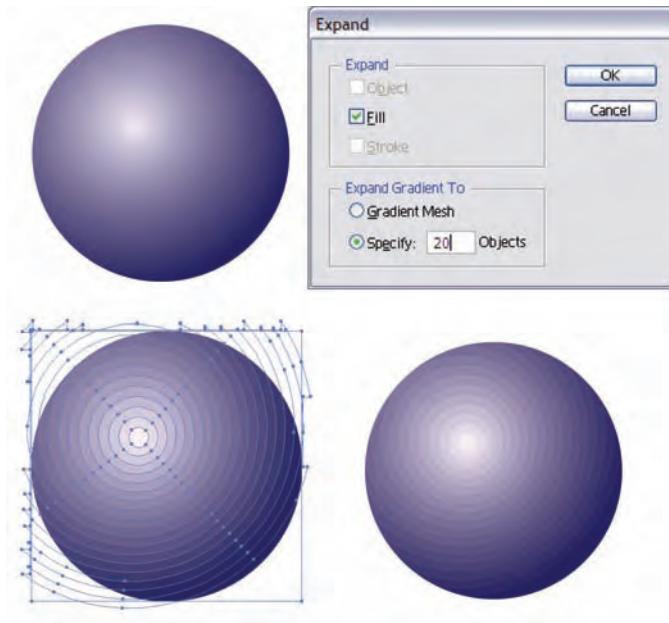 Expand
Expand
Object
Fill
Stroke
OK
Cancel
Expand Gradient To
Gradient Mesh
Specify: 20 Objects